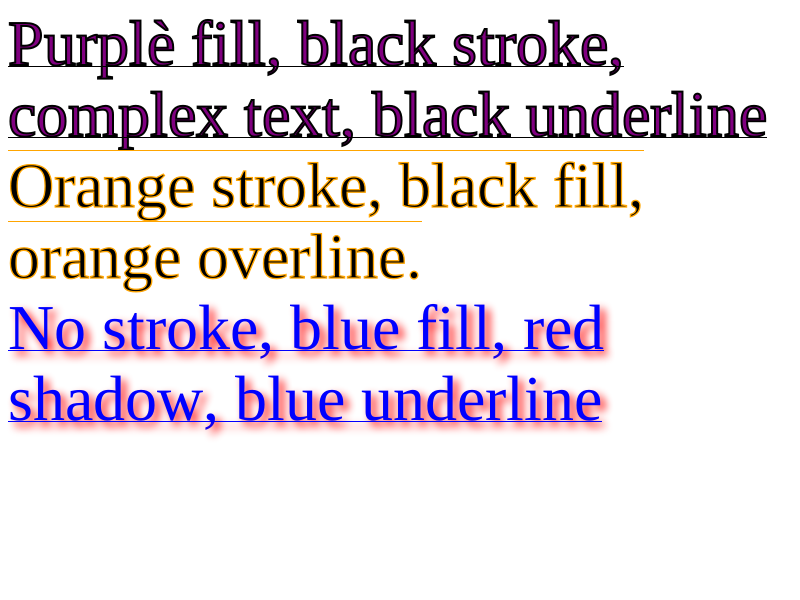 Purplè fill, black stroke,
complex text, black underline
Orange stroke, black fill,
orange overline.
No stroke, blue fill, red
shadow, blue underline